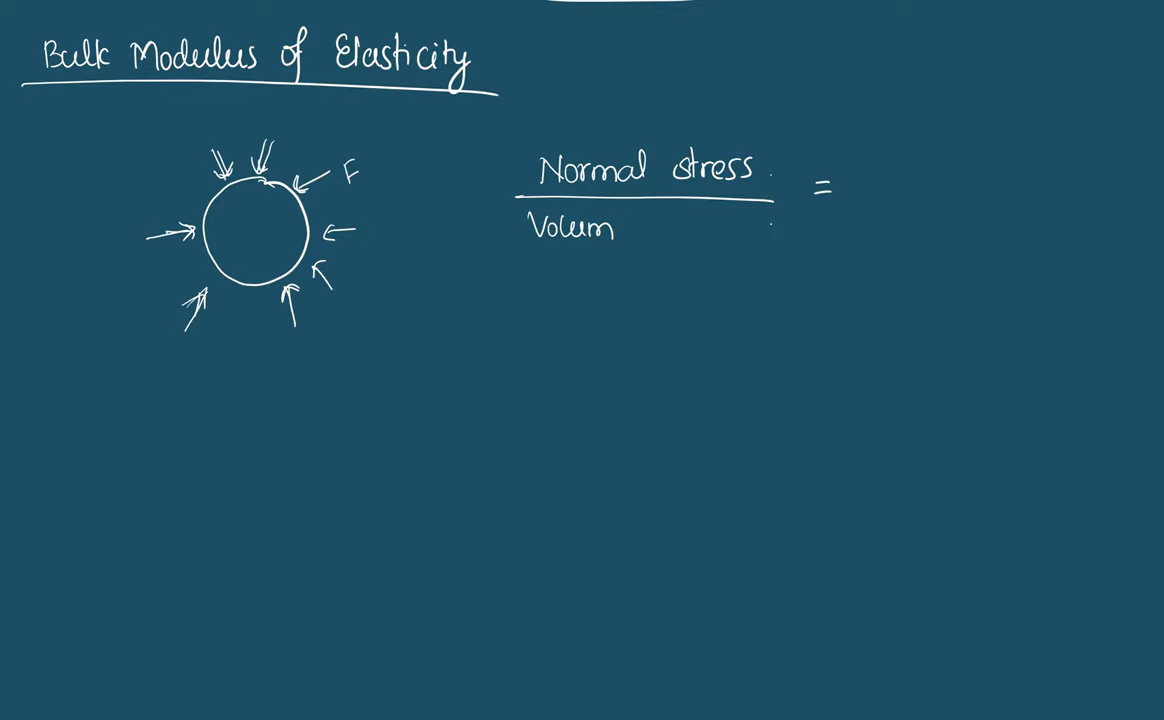 Bulk Modulus of Elasticity
F
Normal stress
=
Volum